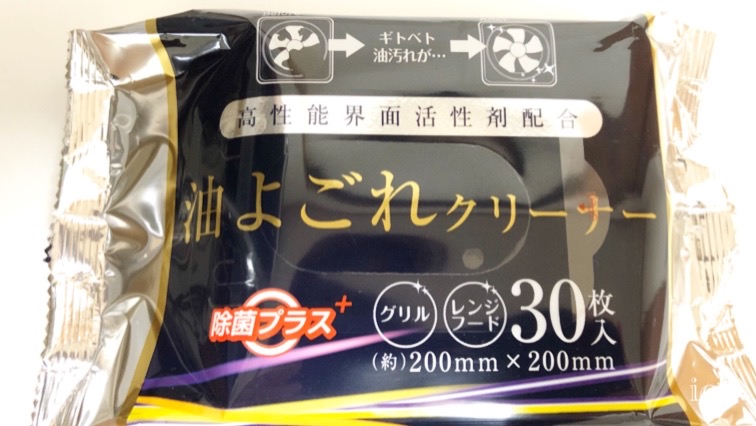 ギトベト
油汚れが…
高性能界面活性剤配合
油よごれクリーナー
除菌プラス+
グリル
レンジ
フード
30枚入
(約)200mm×200mm